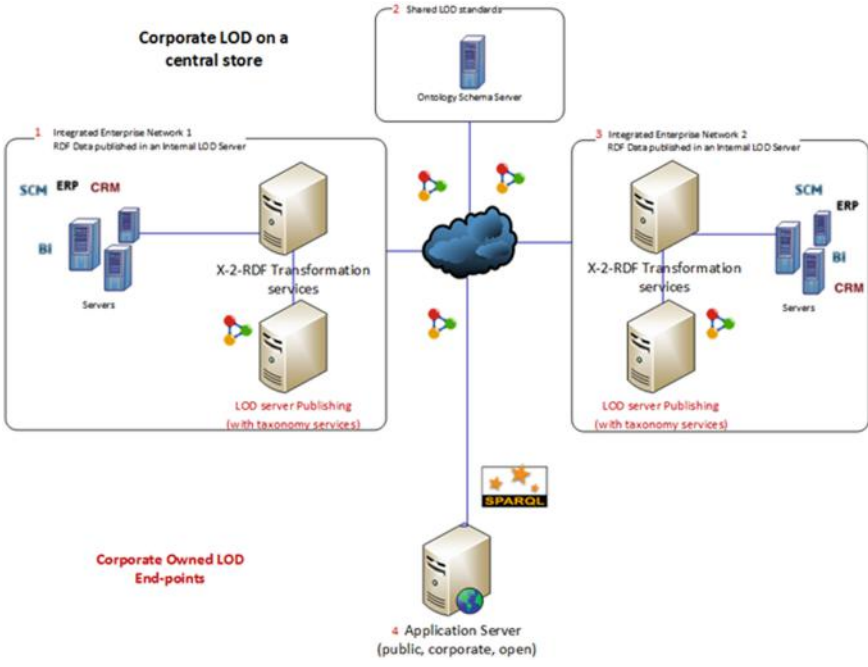 Corporate LOD on a
central store
2 Shared LOD standards
Ontology Schema Server
1 Integrated Enterprise Network 1
RDF Data published in an Internal LOD Server
SCM ERP CRM
BI
Servers
X-2-RDF Transformation
services
LOD server Publishing
(with taxonomy services)
3 Integrated Enterprise Network 2
RDF Data published in an Internal LOD Server
SCM
ERP
BI
CRM
Servers
X-2-RDF Transformation
services
LOD server Publishing
(with taxonomy services)
SPARQL
Corporate Owned LOD
End-points
4 Application Server
(public, corporate, open)